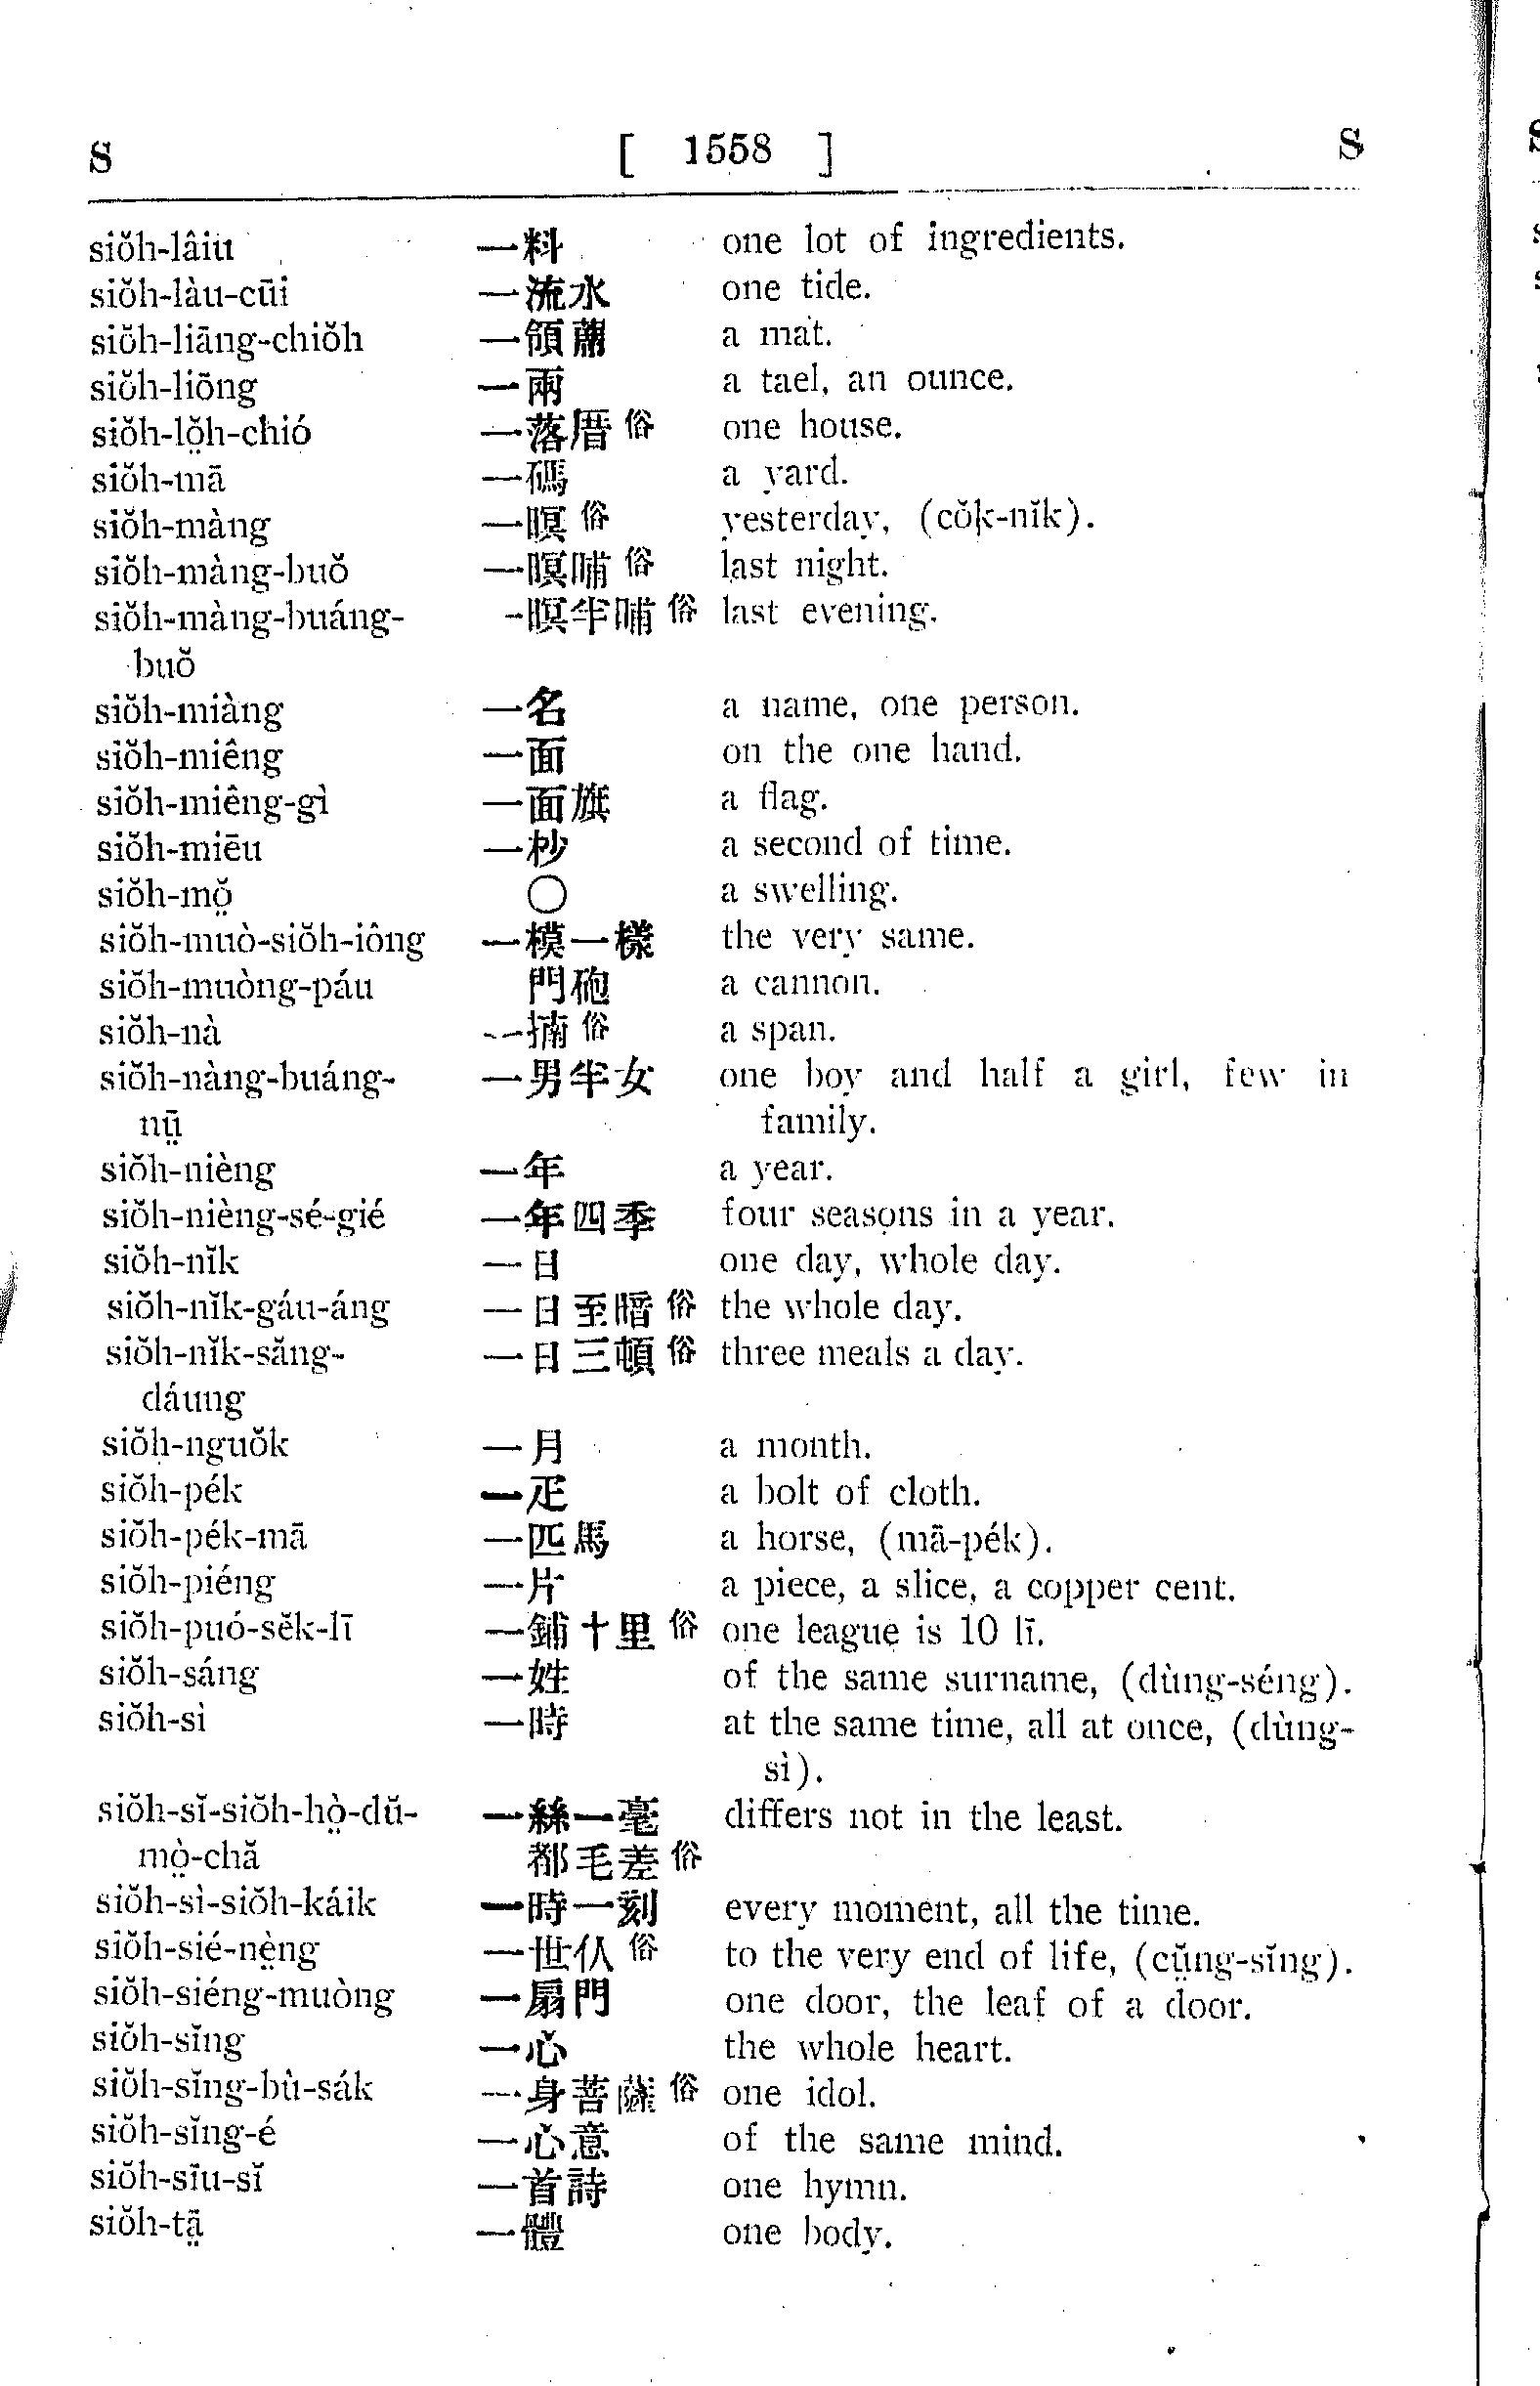 S [ 1558 ] S
siŏh-lâiu 一料 one lot of ingredients.
siŏh-làu-cūi 一流水 one tide.
siŏh-liāng-chiŏh 一領 a mat.
siŏh-liōng 一兩 a tael, an ounce.
siŏh-lŏ̤h-chió 一落厝俗 one house.
siŏh-mā 一碼 a yard.
siŏh-màng 一暝俗 yesterday, (cŏk-nĭk).
siŏh-màng-buŏ 一暝晡俗 last night.
siŏh-màng-buáng- 一暝半晡俗 last evening.
buŏ
siŏh-miàng 一名 a name, one person.
siŏh-miêng 一面 on the one hand.
siŏh-miêng-gì 一面旗 a flag.
siŏh-miēu 一杪 a second of time.
siŏh-mŏ̤ ○ a swelling.
siŏh-muò-siŏh-iông 一模一樣 the very same.
siŏh-muòng-páu 門砲 a cannon.
siŏh-nà 一揇俗 a span.
siŏh-nàng-buáng- 一男半女 one boy and half a girl, few in
nṳ̄ family.
siŏh-nièng 一年 a year.
siŏh-nièng-sé-gié 一年四季 four seasons in a year.
siŏh-nĭk 一日 one day, whole day.
siŏh-nĭk-gáu-áng 一日至暗俗 the whole day.
siŏh-nĭk-săng- 一日三頓俗 three meals a day.
dáung
siŏh-nguŏk 一月 a month.
siŏh-pék 一疋 a bolt of cloth.
siŏh-pék-mā 一匹馬 a horse, (mā-pék).
siŏh-piéng 一片 a piece, a slice, a copper cent.
siŏh-puó-sĕk-lī 一鋪十里俗 one league is 10 lī.
siŏh-sáng 一姓 of the same surname, (dùng-séng).
siŏh-sì 一時 at the same time, all at once, (dùng-
sì).
siŏh-sĭ-siŏh-hò̤-dŭ- 一絲一毫 differs not in the least.
mò̤-chă 都毛差俗
siŏh-sì-siŏh-káik 一時一刻 every moment, all the time.
siŏh-sié-nè̤ng 一世仈俗 to the very end of life, (cṳ̆ng-sĭng).
siŏh-siéng-muòng 一扇門 one door, the leaf of a door.
siŏh-sĭng 一心 the whole heart.
siŏh-sĭng-bù-sák 一身菩薩俗 one idol.
siŏh-sĭng-é 一心意 of the same mind.
siŏh-sīu-sĭ 一首詩 one hymn.
siŏh-tā̤ 一體 one body.